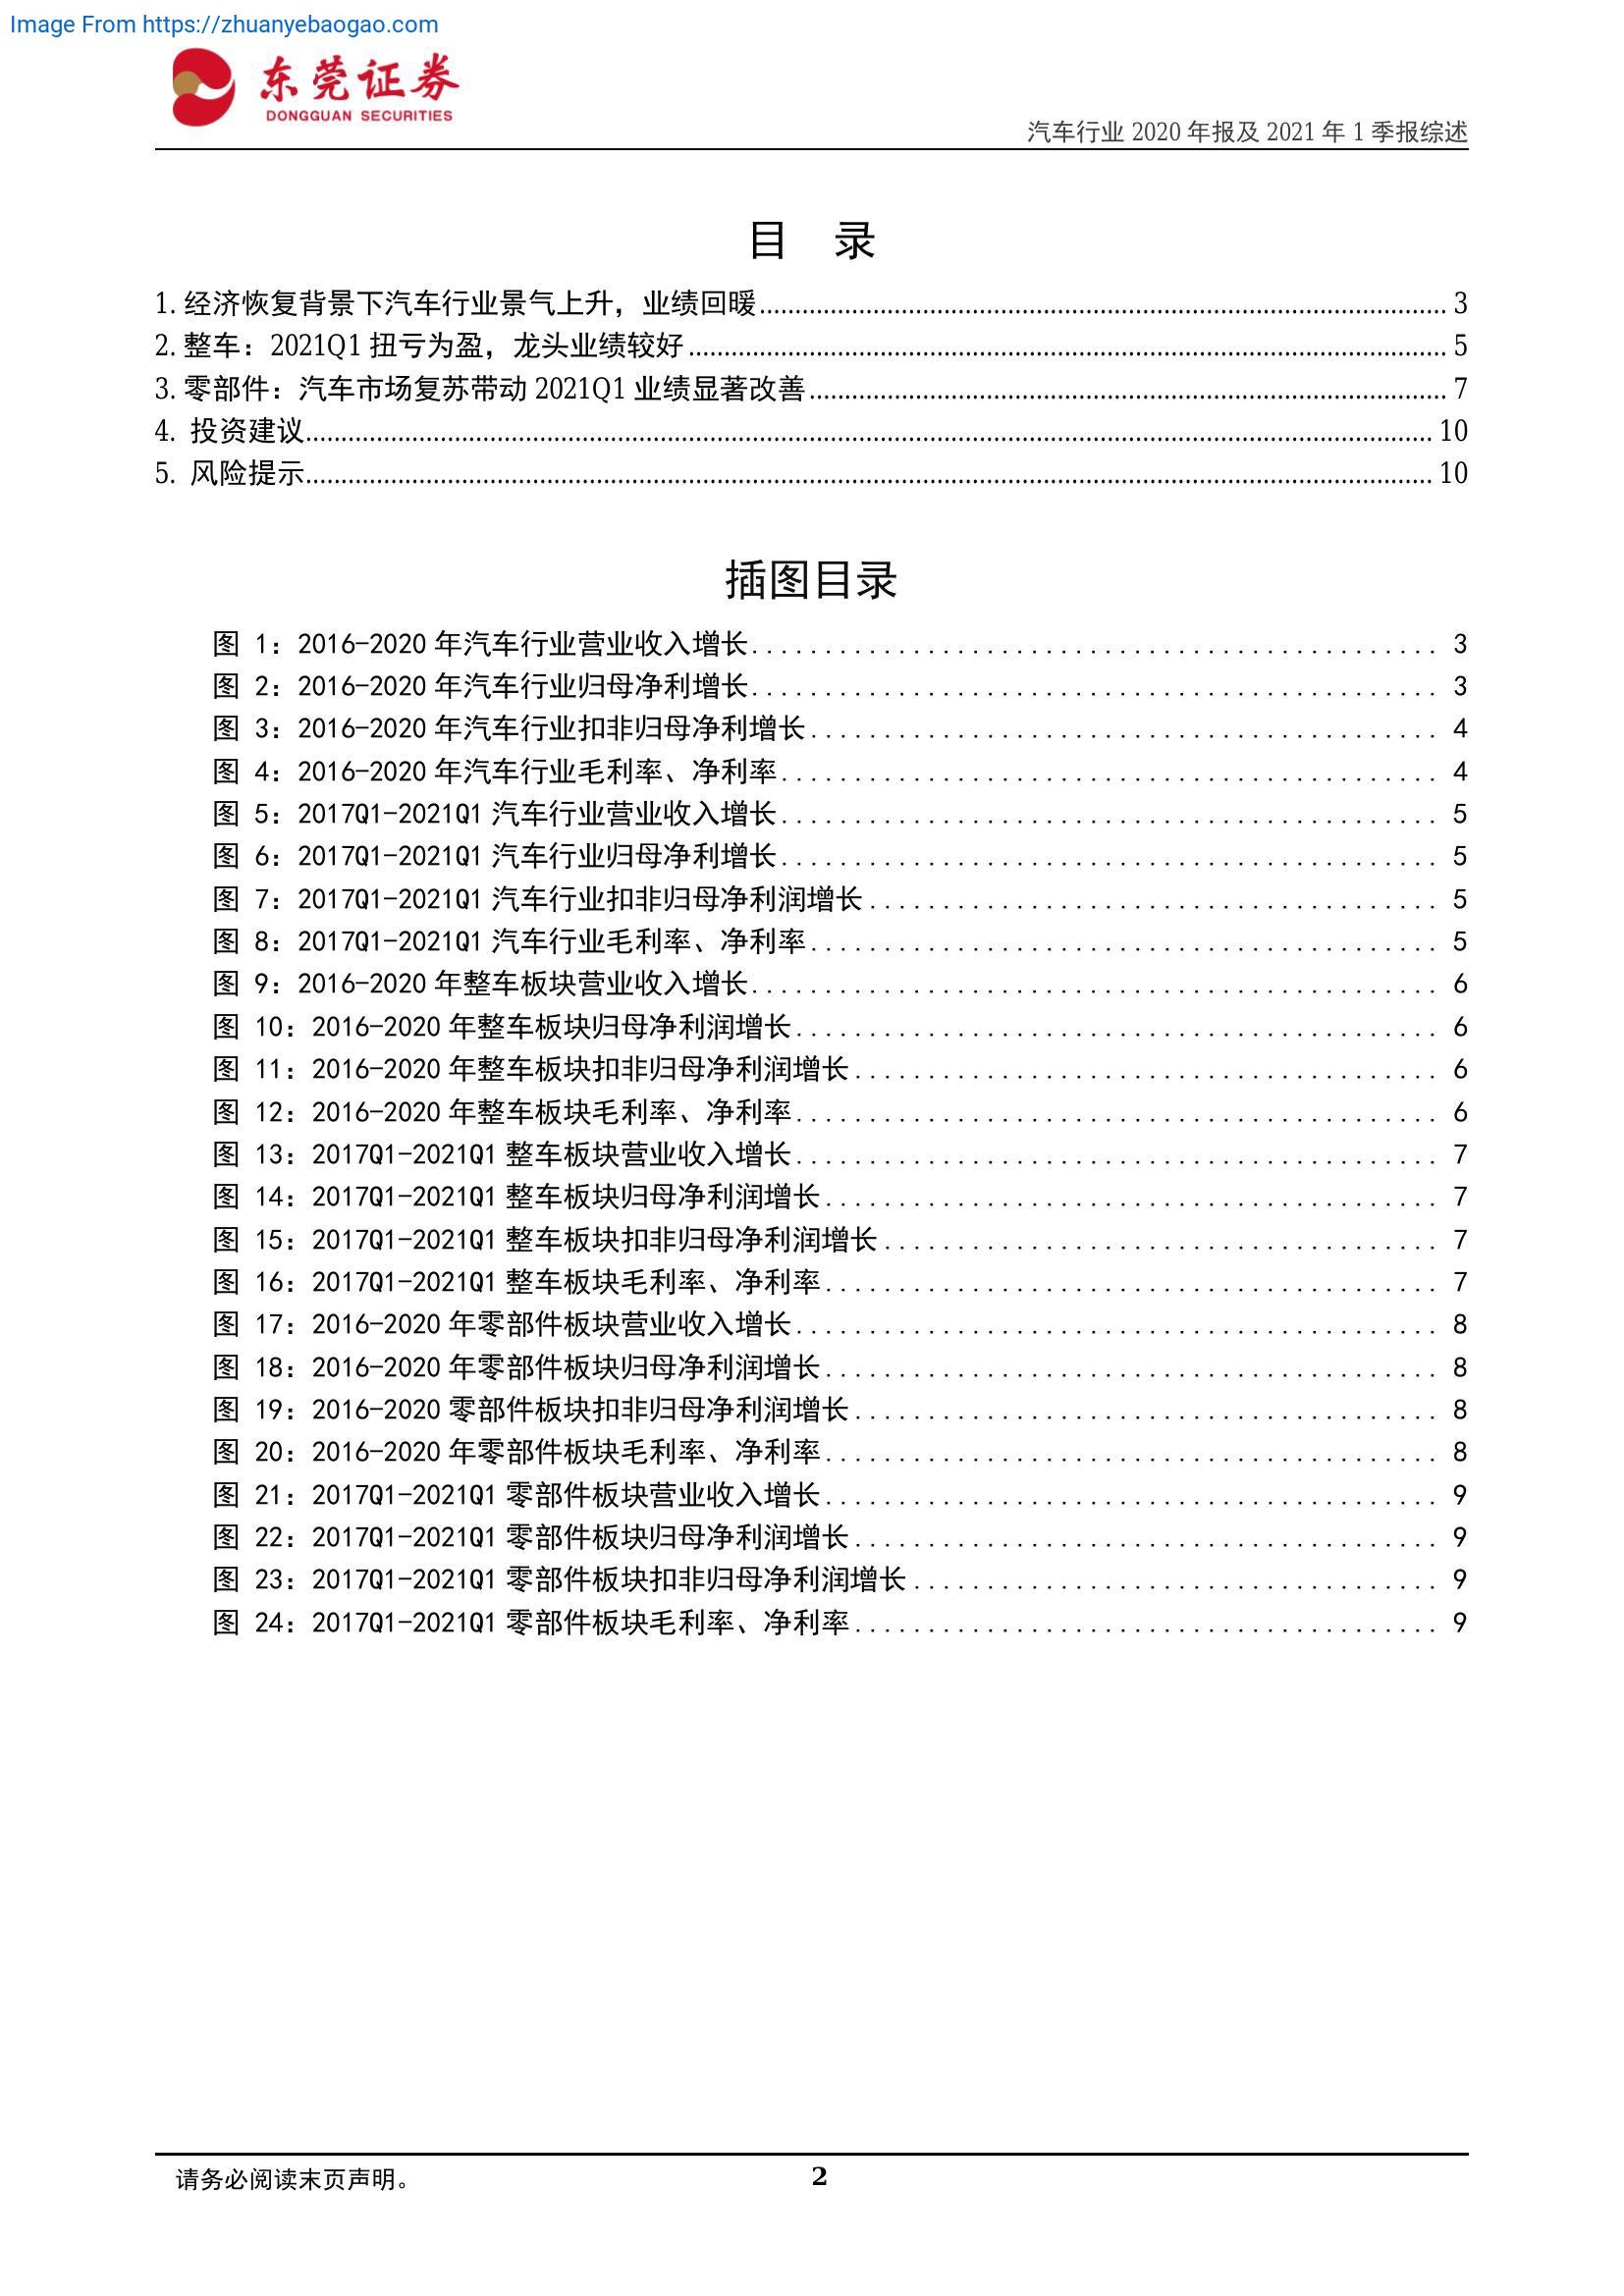 Image From https://zhuanyebaogao.com
东莞证券
DONGGUAN SECURITIES
汽车行业 2020 年报及 2021 年 1 季报综述
目 录
1. 经济恢复背景下汽车行业景气上升，业绩回暖 3
2. 整车：2021Q1 扭亏为盈，龙头业绩较好 5
3. 零部件：汽车市场复苏带动 2021Q1 业绩显著改善 7
4. 投资建议 10
5. 风险提示 10
插图目录
图 1：2016-2020 年汽车行业营业收入增长 3
图 2：2016-2020 年汽车行业归母净利增长 3
图 3：2016-2020 年汽车行业扣非归母净利增长 4
图 4：2016-2020 年汽车行业毛利率、净利率 4
图 5：2017Q1-2021Q1 汽车行业营业收入增长 5
图 6：2017Q1-2021Q1 汽车行业归母净利增长 5
图 7：2017Q1-2021Q1 汽车行业扣非归母净利润增长 5
图 8：2017Q1-2021Q1 汽车行业毛利率、净利率 5
图 9：2016-2020 年整车板块营业收入增长 6
图 10：2016-2020 年整车板块归母净利润增长 6
图 11：2016-2020 年整车板块扣非归母净利润增长 6
图 12：2016-2020 年整车板块毛利率、净利率 6
图 13：2017Q1-2021Q1 整车板块营业收入增长 7
图 14：2017Q1-2021Q1 整车板块归母净利润增长 7
图 15：2017Q1-2021Q1 整车板块扣非归母净利润增长 7
图 16：2017Q1-2021Q1 整车板块毛利率、净利率 7
图 17：2016-2020 年零部件板块营业收入增长 8
图 18：2016-2020 年零部件板块归母净利润增长 8
图 19：2016-2020 零部件板块扣非归母净利润增长 8
图 20：2016-2020 年零部件板块毛利率、净利率 8
图 21：2017Q1-2021Q1 零部件板块营业收入增长 9
图 22：2017Q1-2021Q1 零部件板块归母净利润增长 9
图 23：2017Q1-2021Q1 零部件板块扣非归母净利润增长 9
图 24：2017Q1-2021Q1 零部件板块毛利率、净利率 9
请务必阅读末页声明。
2